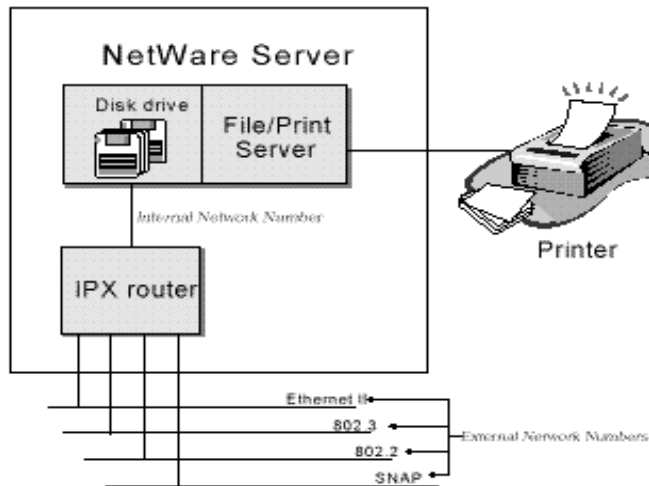 NetWare Server
Disk drive
File/Print
Server
Internal Network Number
Printer
IPX router
Ethernet II
802.3
External Network Numbers
802.2
SNAP